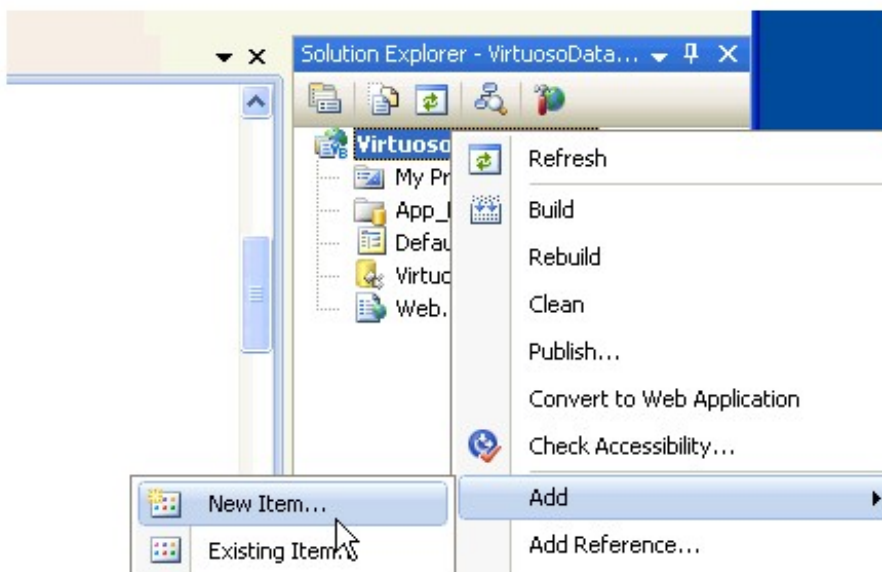 Solution Explorer - VirtuosoData...
Virtuoso
My Pr
App_
Defau
Virtuo
Web.
Refresh
Build
Rebuild
Clean
Publish...
Convert to Web Application
Check Accessibility...
Add
Add Reference...
New Item...
Existing Item...